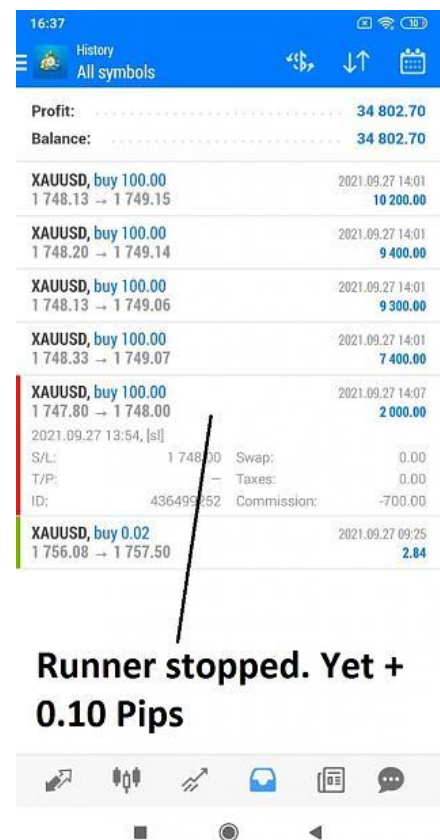 16:37
10
History
All symbols
Profit: 34 802.70
Balance: 34 802.70
XAUUSD, buy 100.00 2021.09.27 14:01
1 748.13 → 1 749.15 10 200.00
XAUUSD, buy 100.00 2021.09.27 14:01
1 748.20 → 1 749.14 9 400.00
XAUUSD, buy 100.00 2021.09.27 14:01
1 748.13 → 1 749.06 9 300.00
XAUUSD, buy 100.00 2021.09.27 14:01
1 748.33 → 1 749.07 7 400.00
XAUUSD, buy 100.00 2021.09.27 14:07
1 747.80 → 1 748.00 2 000.00
2021.09.27 13:54, [sl]
S/L: 1 748.00 Swap: 0.00
T/P: – Taxes: 0.00
ID: 436499252 Commission: -700.00
XAUUSD, buy 0.02 2021.09.27 09:25
1 756.08 → 1 757.50 2.84
Runner stopped. Yet +
0.10 Pips